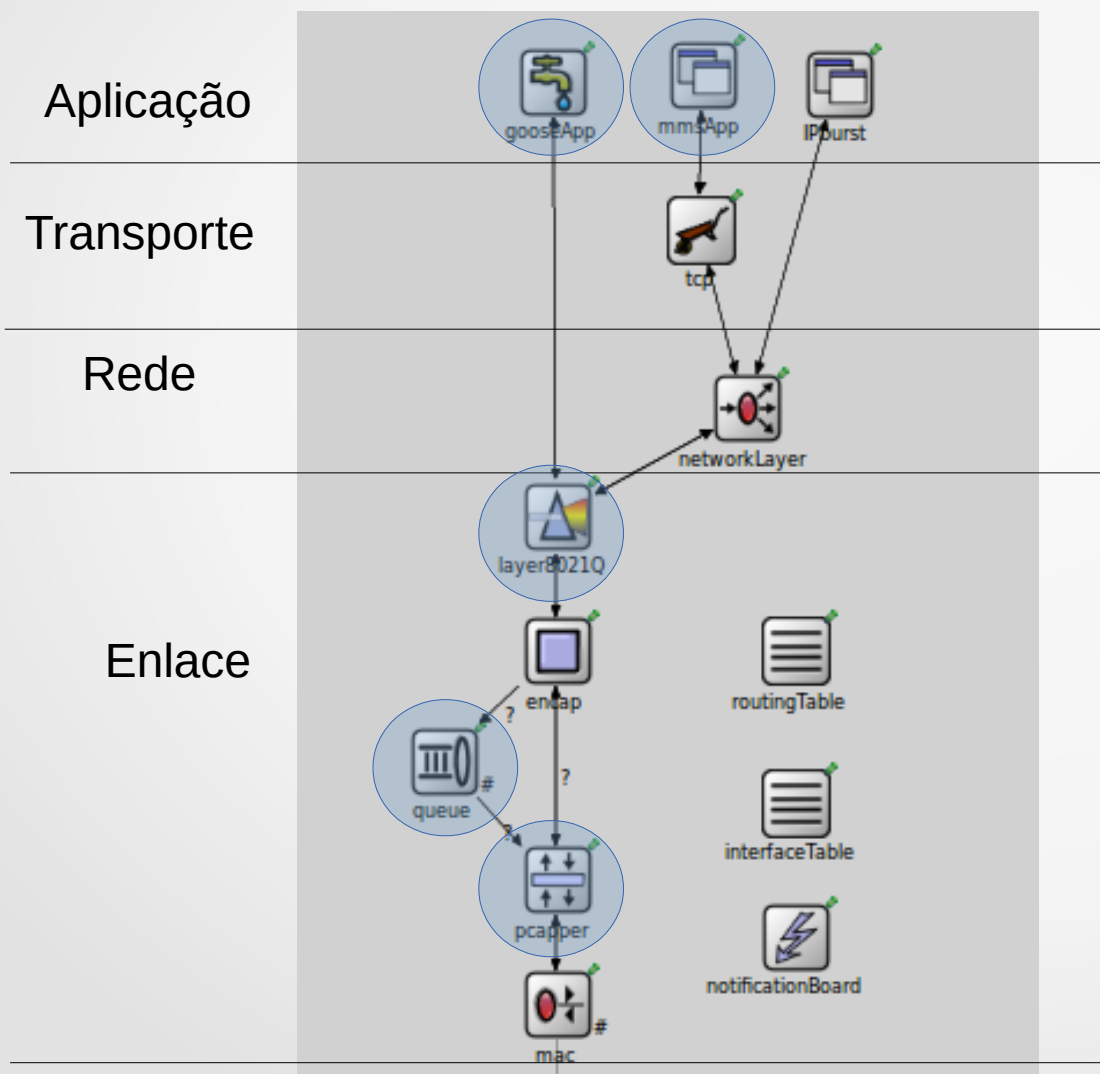 Aplicação
gooseApp
mmsApp
IPburst
Transporte
tcp
Rede
networkLayer
layer8021Q
Enlace
encap
routingTable
?
?
#
queue
?
interfaceTable
pcapper
notificationBoard
#
mac